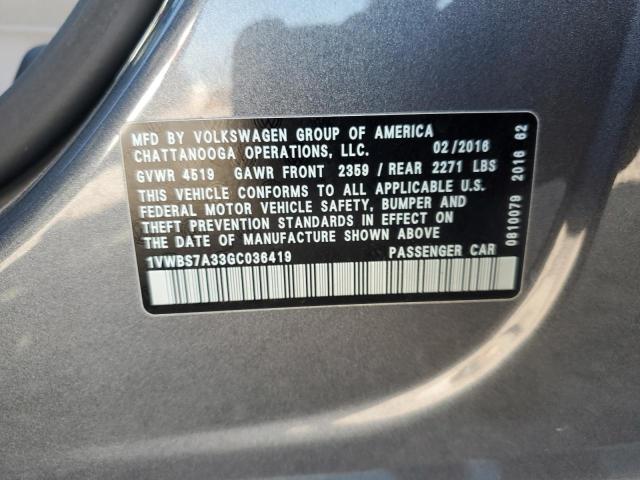 MFD BY VOLKSWAGEN GROUP OF AMERICA
CHATTANOOGA OPERATIONS, LLC. 02/2016
GVWR 4519 GAWR FRONT 2359 / REAR 2271 LBS
THIS VEHICLE CONFORMS TO ALL APPLICABLE U.S.
FEDERAL MOTOR VEHICLE SAFETY, BUMPER AND
THEFT PREVENTION STANDARDS IN EFFECT ON
THE DATE OF MANUFACTURE SHOWN ABOVE.
1VWBS7A33GC036419 PASSENGER CAR
0810079 2016 62